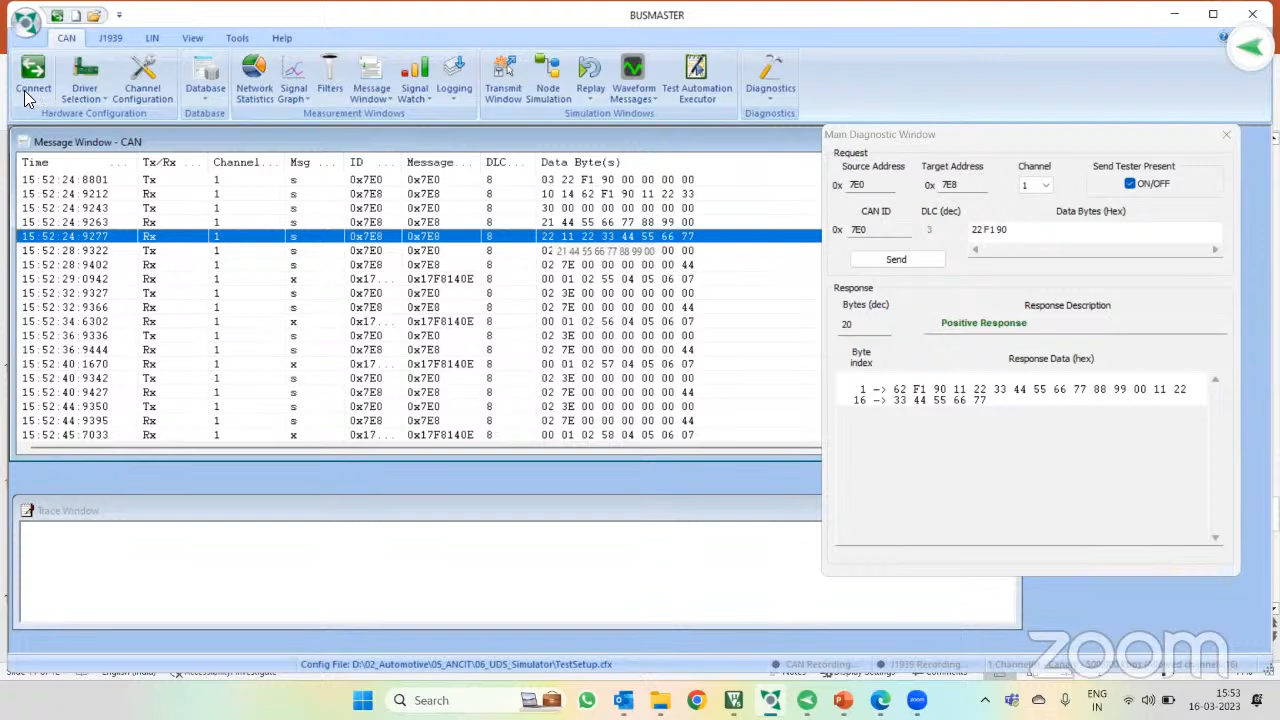 BUSMASTER
CAN J1939 LIN View Tools Help
Connect Driver Selection Channel Configuration Database Network Statistics Signal Graph Filters Message Window Signal Watch Logging Transmit Window Node Simulation Replay Waveform Messages Test Automation Executor Diagnostics
Hardware Configuration Database Measurement Windows Simulation Windows Diagnostics
Message Window - CAN
Time ... Tx/Rx ... Channel... Msg ... ID ... Message... DLC... Data Byte(s)
15:52:24:8801 Tx 1 s 0x7E0 0x7E0 8 03 22 F1 90 00 00 00 00
15:52:24:9212 Rx 1 s 0x7E8 0x7E8 8 10 14 62 F1 90 11 22 33
15:52:24:9243 Tx 1 s 0x7E0 0x7E0 8 30 00 00 00 00 00 00 00
15:52:24:9263 Rx 1 s 0x7E8 0x7E8 8 21 44 55 66 77 88 99 00
15:52:24:9277 Rx 1 s 0x7E8 0x7E8 8 22 11 22 33 44 55 66 77
15:52:28:9322 Tx 1 s 0x7E0 0x7E0 8 02 21 44 55 66 77 88 99 00 00 00
15:52:28:9402 Rx 1 s 0x7E8 0x7E8 8 02 7E 00 00 00 00 00 44
15:52:29:0942 Rx 1 x 0x17... 0x17F8140E 8 00 01 02 55 04 05 06 07
15:52:32:9327 Tx 1 s 0x7E0 0x7E0 8 02 3E 00 00 00 00 00 00
15:52:32:9366 Rx 1 s 0x7E8 0x7E8 8 02 7E 00 00 00 00 00 44
15:52:34:6302 Rx 1 x 0x17... 0x17F8140E 8 00 01 02 56 04 05 06 07
15:52:36:9336 Tx 1 s 0x7E0 0x7E0 8 02 3E 00 00 00 00 00 00
15:52:36:9444 Rx 1 s 0x7E8 0x7E8 8 02 7E 00 00 00 00 00 44
15:52:40:1670 Rx 1 x 0x17... 0x17F8140E 8 00 01 02 57 04 05 06 07
15:52:40:9342 Tx 1 s 0x7E0 0x7E0 8 02 3E 00 00 00 00 00 00
15:52:40:9427 Rx 1 s 0x7E8 0x7E8 8 02 7E 00 00 00 00 00 44
15:52:44:9350 Tx 1 s 0x7E0 0x7E0 8 02 3E 00 00 00 00 00 00
15:52:44:9395 Rx 1 s 0x7E8 0x7E8 8 02 7E 00 00 00 00 00 44
15:52:45:7033 Rx 1 x 0x17... 0x17F8140E 8 00 01 02 58 04 05 06 07
Trace Window
Main Diagnostic Window
Request
Source Address Target Address Channel Send Tester Present
0x 7E0 0x 7E8 1 ON/OFF
CAN ID DLC (dec) Data Bytes (Hex)
0x 7E0 3 22 F1 90
Send
Response
Bytes (dec) Response Description
20 Positive Response
Byte index Response Data (hex)
1 -> 62 F1 90 11 22 33 44 55 66 77 88 99 00 11 22
16 -> 33 44 55 66 77
zoom
Config File: D:\02_Automotive\05_ANCIT\06_UDS_Simulator\TestSetup.cfx CAN Recording... J1939 Recording...
Search ENG 15:53
IN 16-03-2023